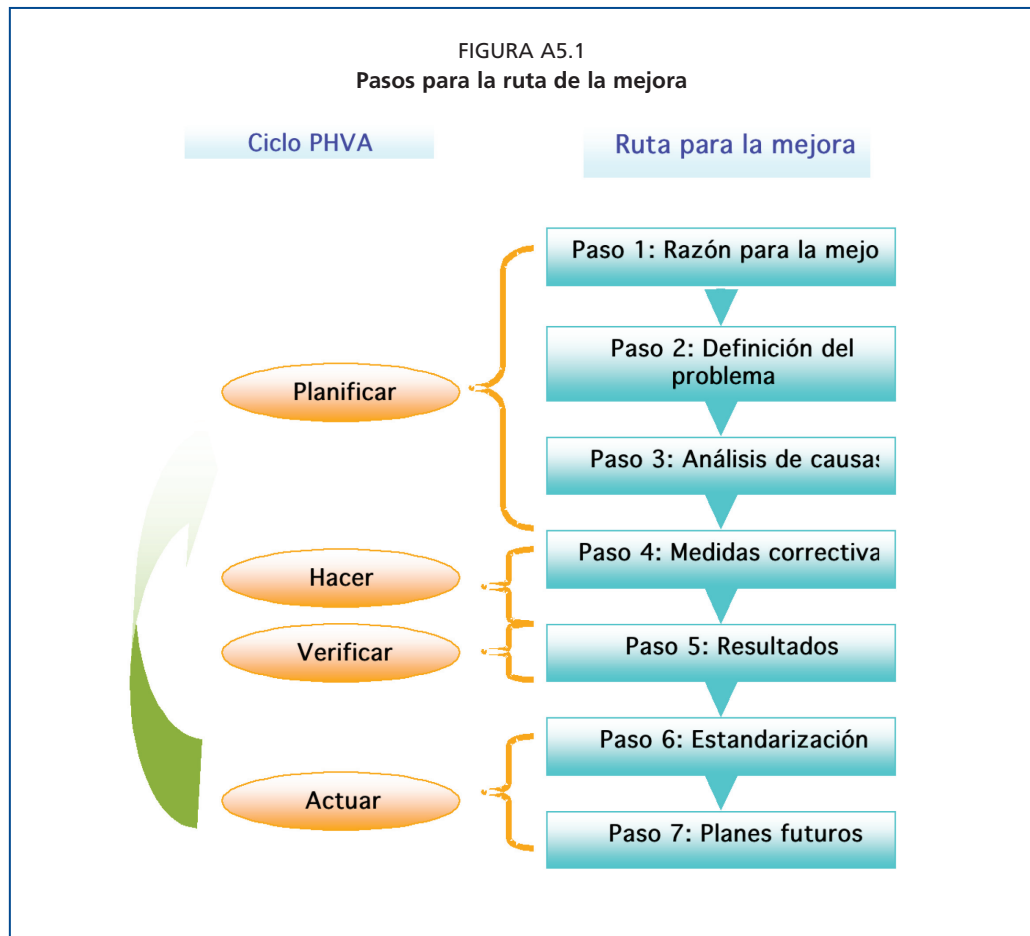 FIGURA A5.1
Pasos para la ruta de la mejora
Ciclo PHVA
Ruta para la mejora
Paso 1: Razón para la mejo
Paso 2: Definición del
problema
Planificar
Paso 3: Análisis de causas
Paso 4: Medidas correctiva
Hacer
Verificar
Paso 5: Resultados
Paso 6: Estandarización
Actuar
Paso 7: Planes futuros